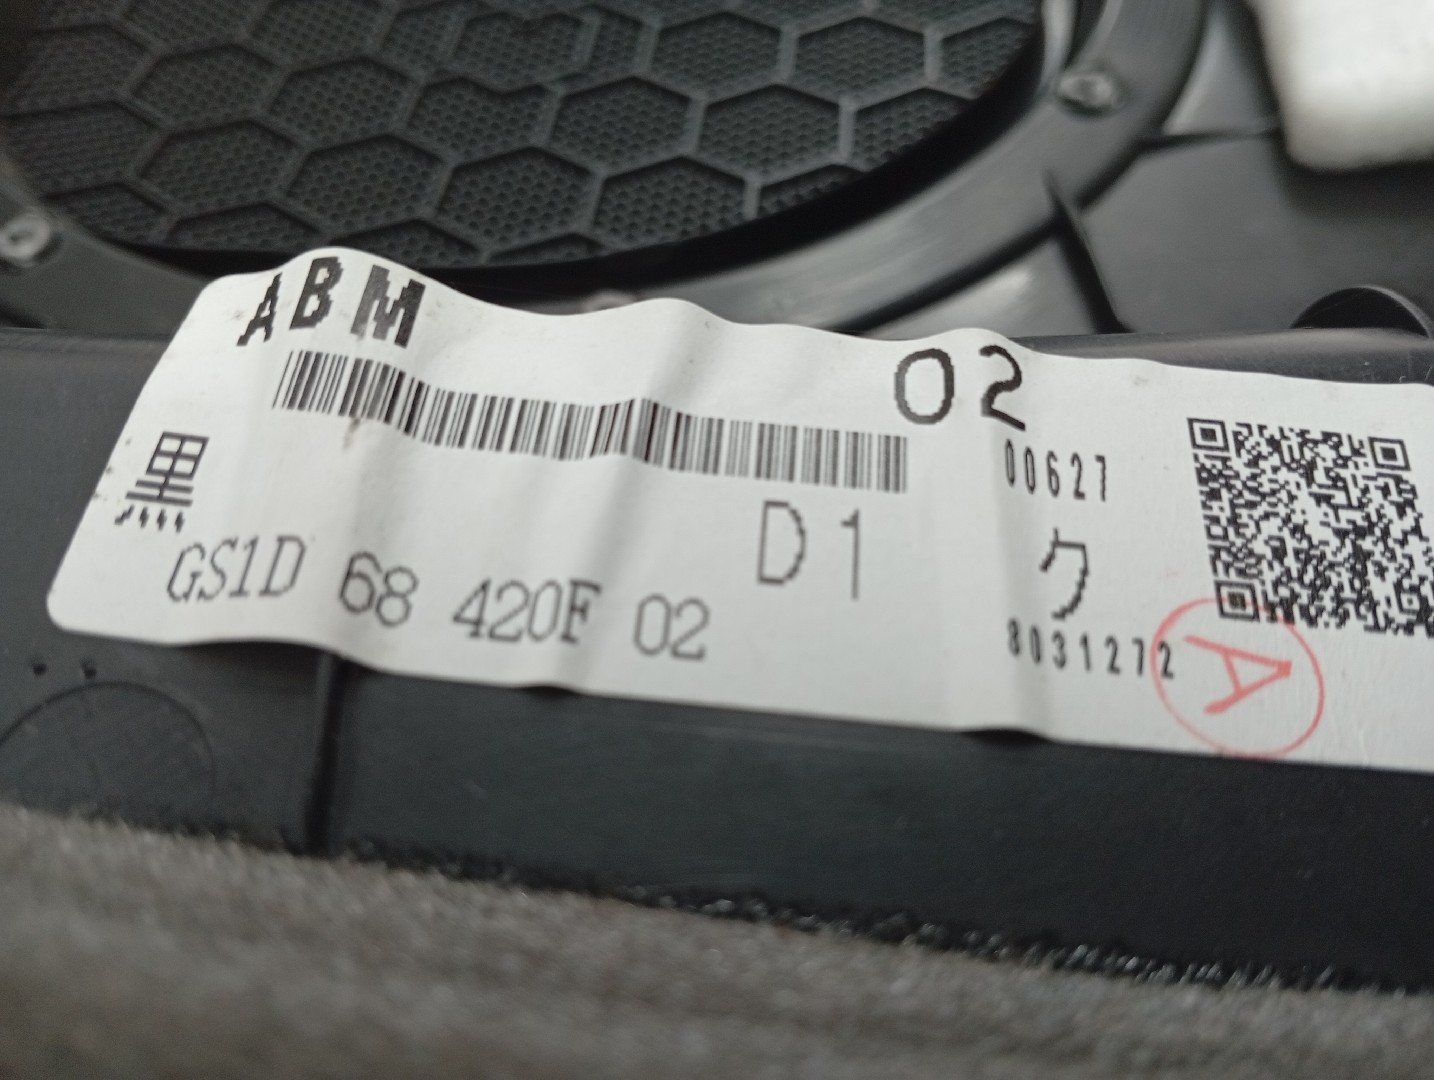 ABM 02
00627
黒 D1 ク
GS1D 68 420F 02
8031272
A